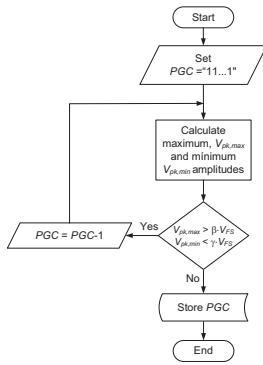 Start
Set
PGC ="11...1"
Calculate
maximum, Vpk,max
and mínimum
Vpk,min amplitudes
Vpk,max > β·VFS
Vpk,min < γ·VFS
Yes
PGC = PGC-1
No
Store PGC
End